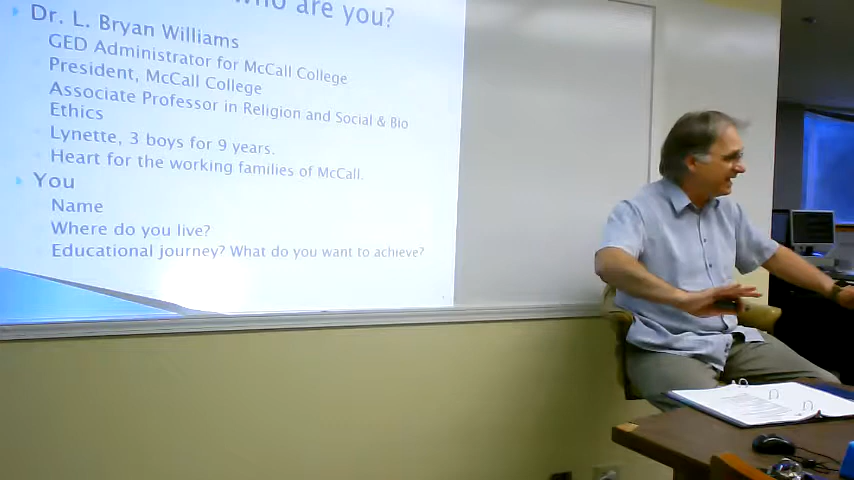 who are you?
Dr. L. Bryan Williams
GED Administrator for McCall College
President, McCall College
Associate Professor in Religion and Social & Bio
Ethics
Lynette, 3 boys for 9 years.
Heart for the working families of McCall.
You
Name
Where do you live?
Educational journey? What do you want to achieve?